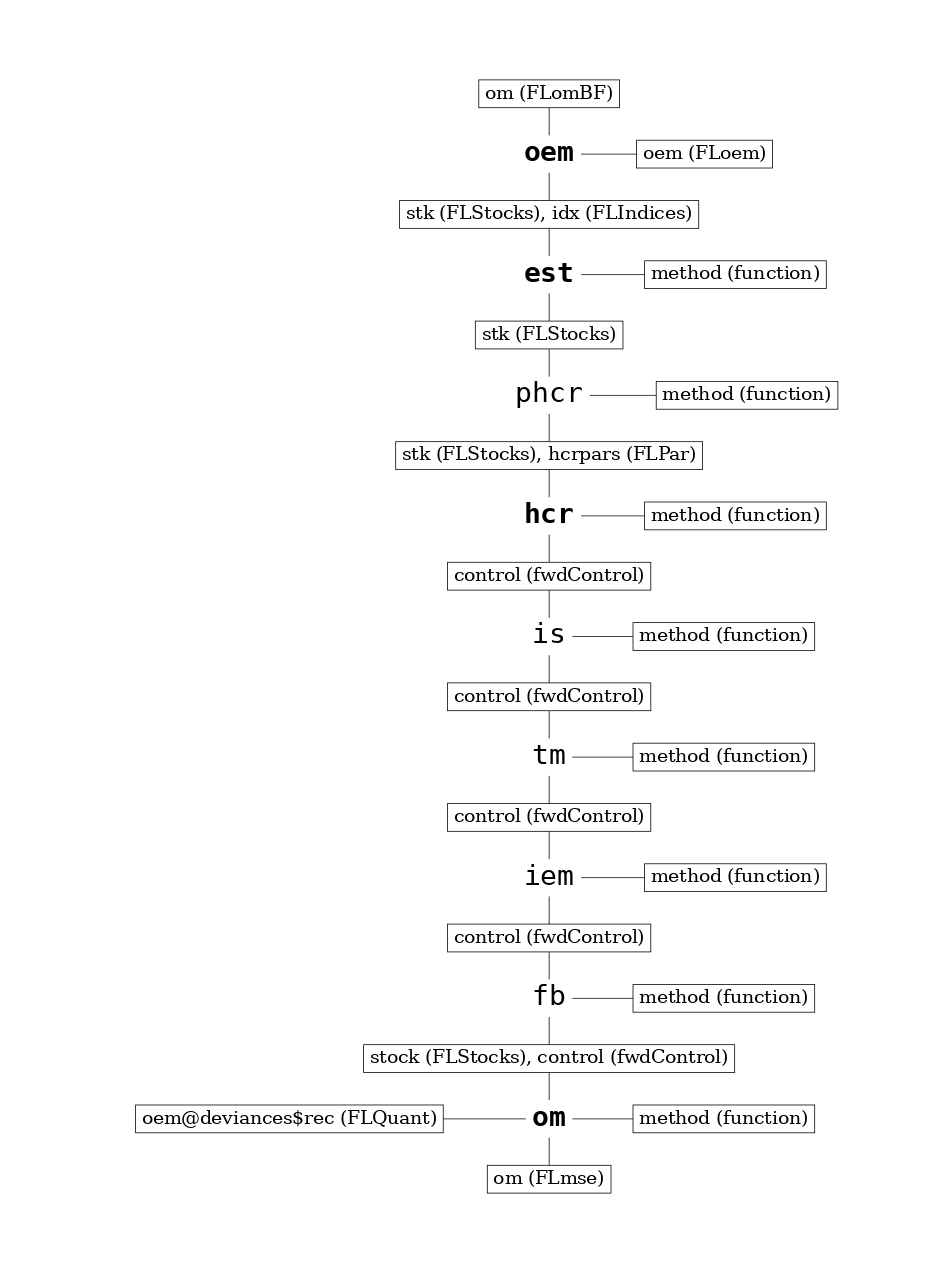 om (FLomBF)
oem oem (FLoem)
stk (FLStocks), idx (FLIndices)
est method (function)
stk (FLStocks)
phcr method (function)
stk (FLStocks), hcrpars (FLPar)
hcr method (function)
control (fwdControl)
is method (function)
control (fwdControl)
tm method (function)
control (fwdControl)
iem method (function)
control (fwdControl)
fb method (function)
stock (FLStocks), control (fwdControl)
oem@deviances$rec (FLQuant) om method (function)
om (FLmse)